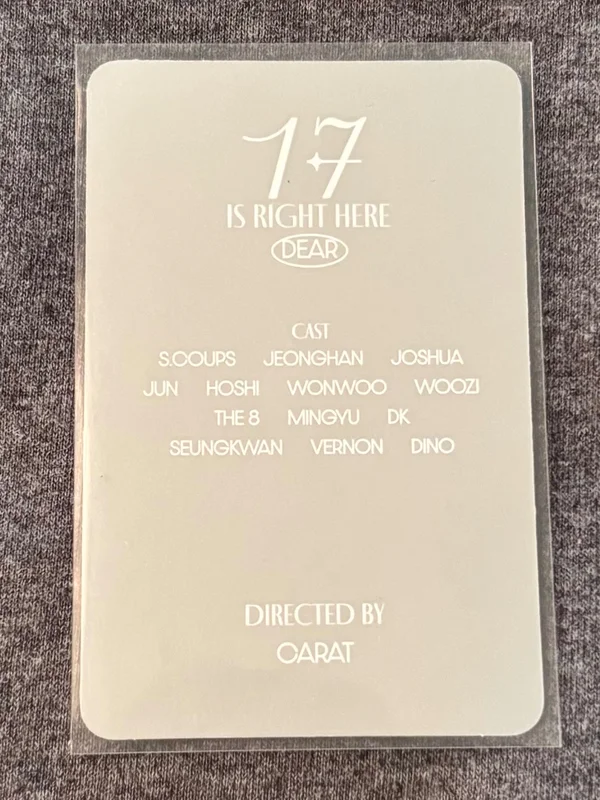 17
IS RIGHT HERE
DEAR
CAST
S.COUPS JEONGHAN JOSHUA
JUN HOSHI WONWOO WOOZI
THE 8 MINGYU DK
SEUNGKWAN VERNON DINO
DIRECTED BY
CARAT